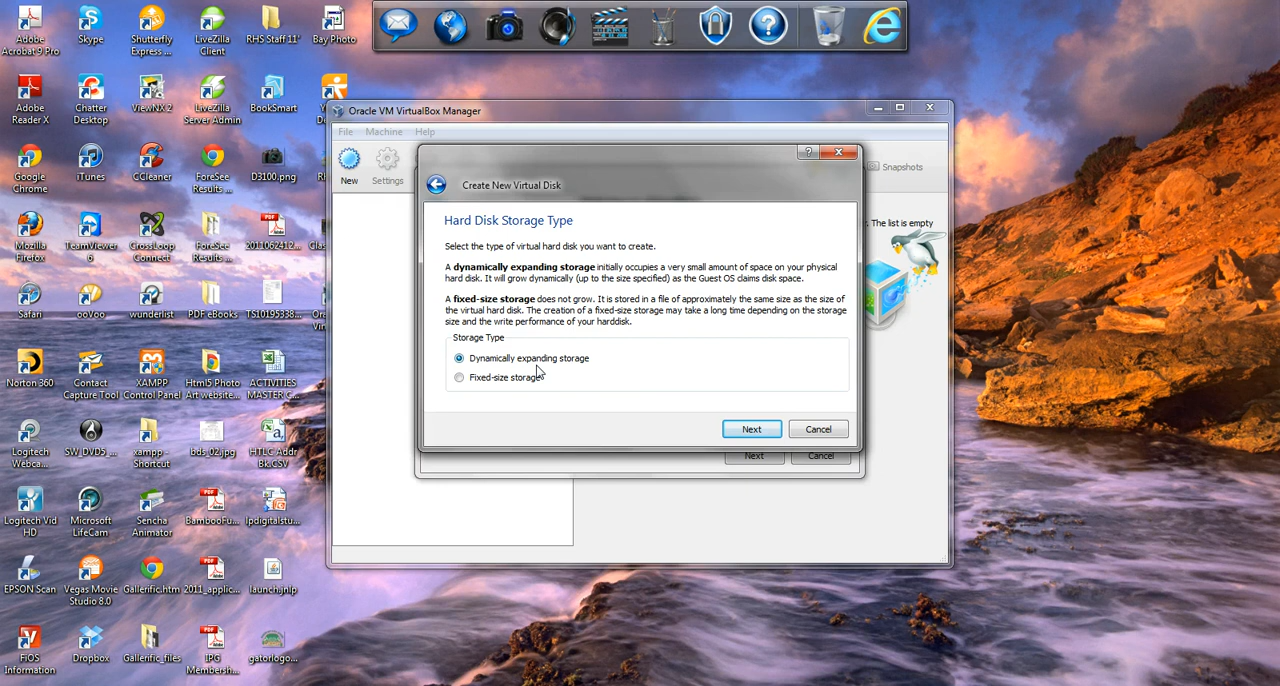 Adobe
Acrobat 9 Pro
Skype
Shutterfly
Express ...
LiveZilla
Client
RHS Staff 11'
Bay Photo
Adobe
Reader X
Chatter
Desktop
ViewNX 2
LiveZilla
Server Admin
BookSmart
Google
Chrome
iTunes
CCleaner
ForeSee
Results ...
D3100.png
Mozilla
Firefox
TeamViewer
6
CrossLoop
Connect
ForeSee
Results ...
2011062412...
Safari
ooVoo
wunderlist
PDF eBooks
TS10195338...
Norton 360
Contact
Capture Tool
XAMPP
Control Panel
Html5 Photo
Art website...
ACTIVITIES
MASTER C...
Logitech
Webca...
SW_DVD5_...
xampp -
Shortcut
bds_02.jpg
HTLC Addr
Bk.CSV
Logitech Vid
HD
Microsoft
LifeCam
Sencha
Animator
BambooFu...
lpdigitalstu...
EPSON Scan
Vegas Movie
Studio 8.0
Gallerific.htm
2011_applic...
launch.jnlp
FiOS
Information
Dropbox
Gallerific_files
IPG
Membersh...
gatorlogo...
Oracle VM VirtualBox Manager
File Machine Help
New
Settings
Snapshots
. The list is empty
Create New Virtual Disk
Hard Disk Storage Type
Select the type of virtual hard disk you want to create.
A dynamically expanding storage initially occupies a very small amount of space on your physical
hard disk. It will grow dynamically (up to the size specified) as the Guest OS claims disk space.
A fixed-size storage does not grow. It is stored in a file of approximately the same size as the size of
the virtual hard disk. The creation of a fixed-size storage may take a long time depending on the storage
size and the write performance of your harddisk.
Storage Type
Dynamically expanding storage
Fixed-size storage
Next
Cancel
Next
Cancel